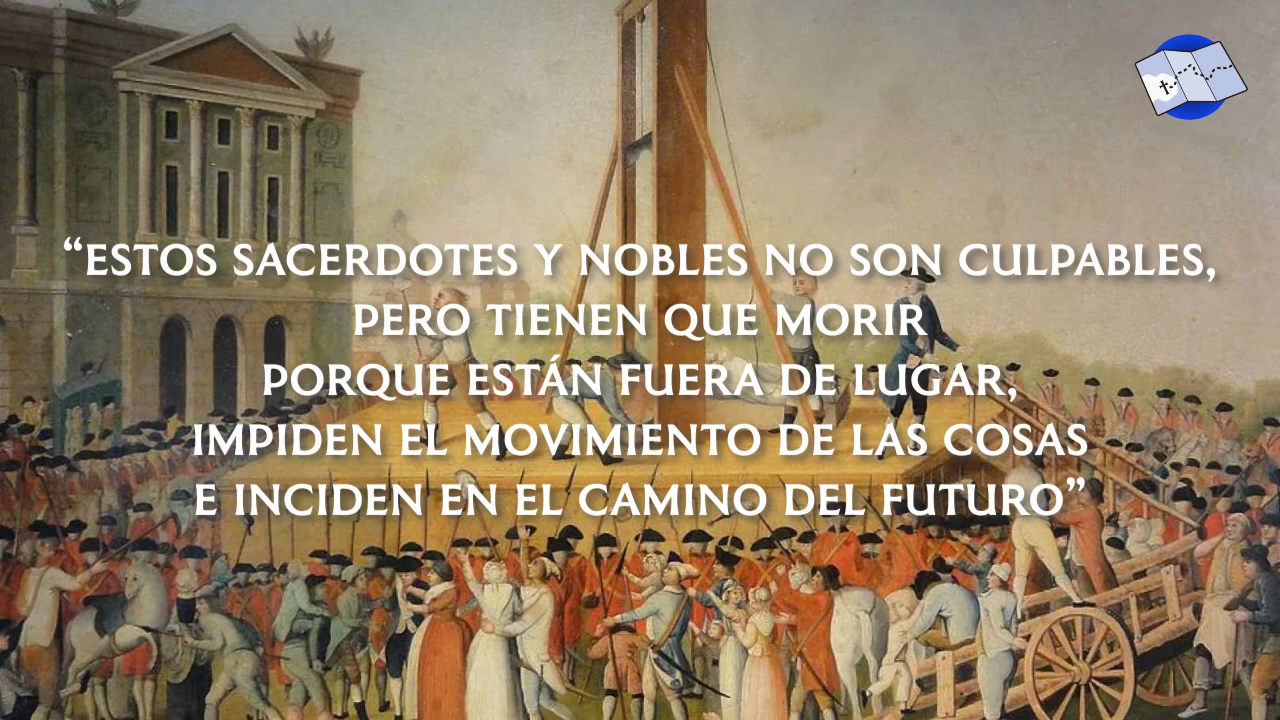 “ESTOS SACERDOTES Y NOBLES NO SON CULPABLES,
PERO TIENEN QUE MORIR
PORQUE ESTÁN FUERA DE LUGAR,
IMPIDEN EL MOVIMIENTO DE LAS COSAS
E INCIDEN EN EL CAMINO DEL FUTURO”